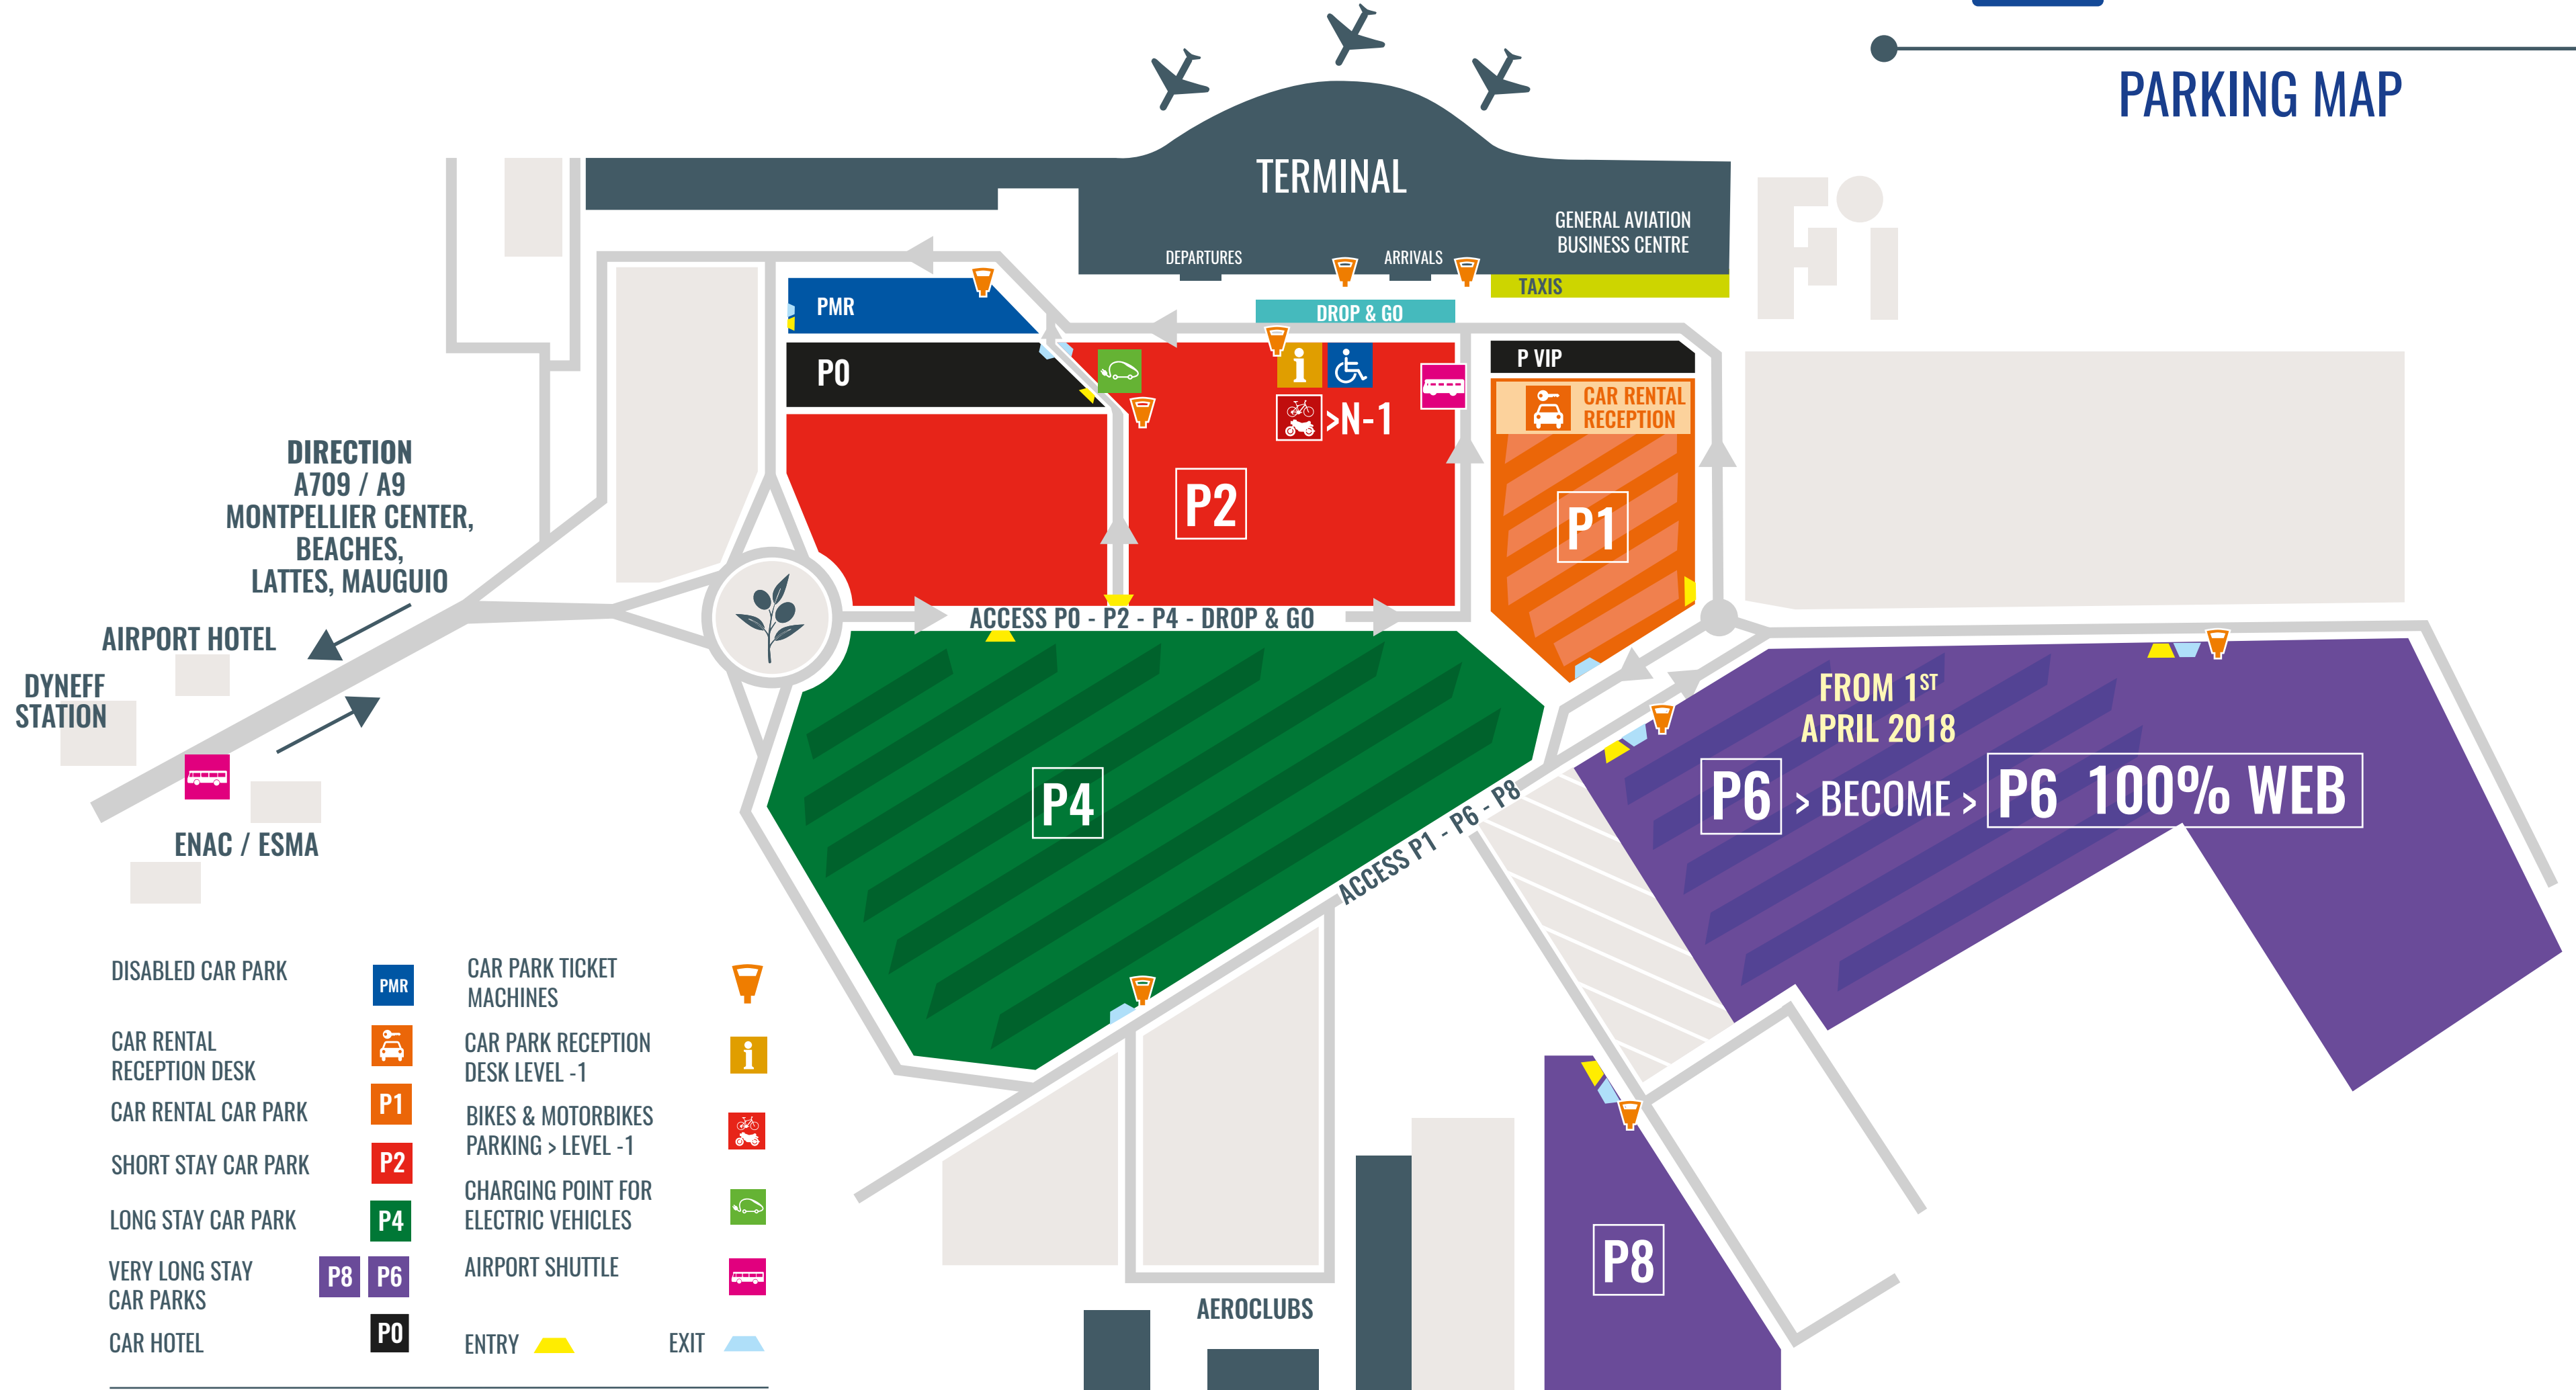 PARKING MAP
TERMINAL
GENERAL AVIATION
BUSINESS CENTRE
DEPARTURES
ARRIVALS
TAXIS
DROP & GO
PMR
P0
P VIP
CAR RENTAL
RECEPTION
i
>N-1
P2
P1
DIRECTION
A709 / A9
MONTPELLIER CENTER,
BEACHES,
LATTES, MAUGUIO
ACCESS P0 - P2 - P4 - DROP & GO
AIRPORT HOTEL
DYNEFF
STATION
ENAC / ESMA
P4
ACCESS P1 - P6 - P8
FROM 1ST
APRIL 2018
P6 > BECOME > P6 100% WEB
P8
AEROCLUBS
DISABLED CAR PARK PMR
CAR RENTAL
RECEPTION DESK
CAR RENTAL CAR PARK P1
SHORT STAY CAR PARK P2
LONG STAY CAR PARK P4
VERY LONG STAY
CAR PARKS P8 P6
CAR HOTEL P0
CAR PARK TICKET
MACHINES
CAR PARK RECEPTION
DESK LEVEL -1 i
BIKES & MOTORBIKES
PARKING > LEVEL -1
CHARGING POINT FOR
ELECTRIC VEHICLES
AIRPORT SHUTTLE
ENTRY EXIT